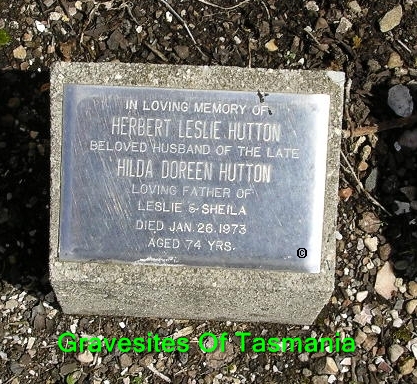 IN LOVING MEMORY OF
HERBERT LESLIE HUTTON
BELOVED HUSBAND OF THE LATE
HILDA DOREEN HUTTON
LOVING FATHER OF
LESLIE & SHEILA
DIED JAN. 26. 1973
AGED 74 YRS.
©
Gravesites Of Tasmania